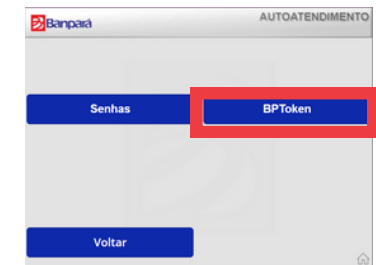 Banpará
AUTOATENDIMENTO
Senhas
BPToken
Voltar